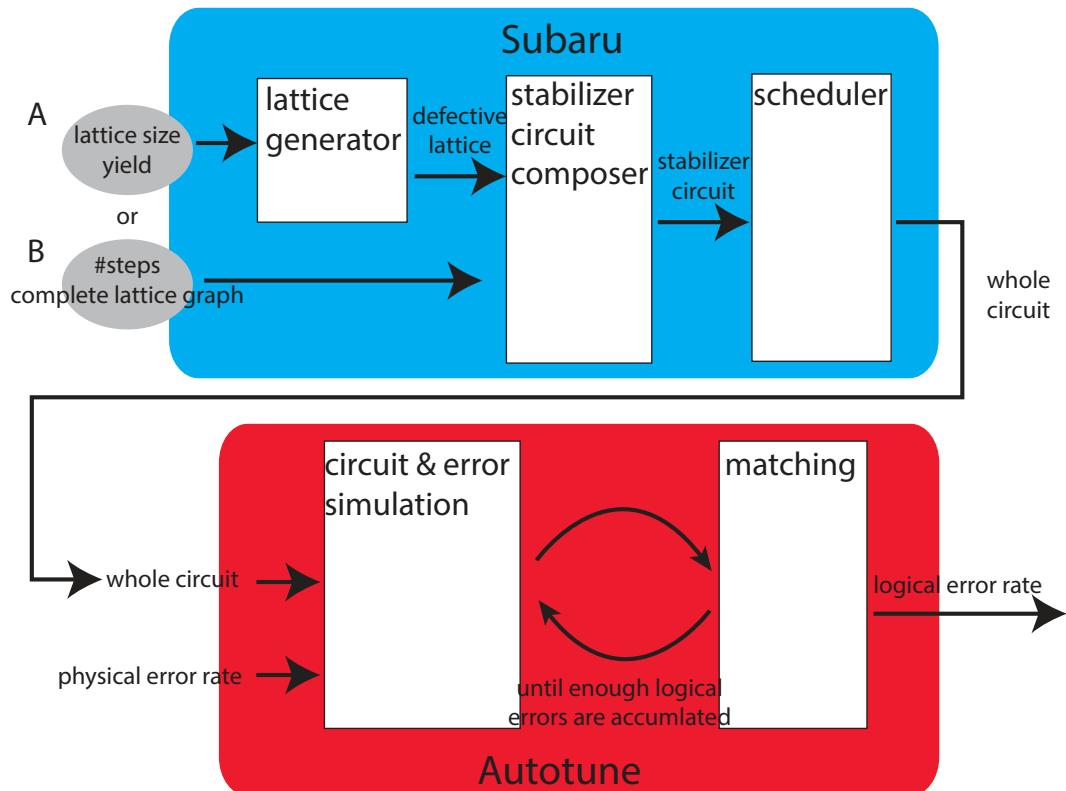 Subaru
A
lattice size
yield
or
B
#steps
complete lattice graph
lattice
generator
defective
lattice
stabilizer
circuit
composer
stabilizer
circuit
scheduler
whole
circuit
circuit & error
simulation
matching
whole circuit
physical error rate
until enough logical
errors are accumlated
logical error rate
Autotune